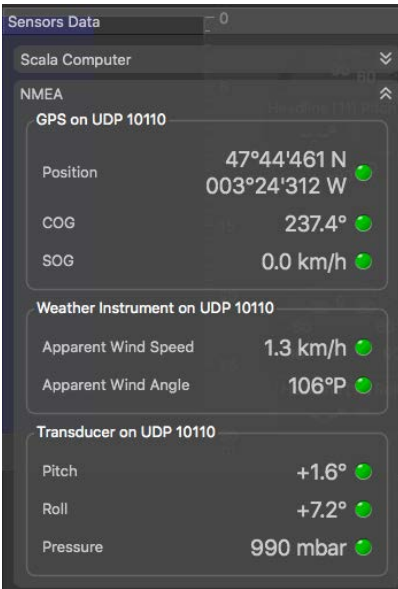 Sensors Data
0
Scala Computer
NMEA
GPS on UDP 10110
Position
47°44'461 N
003°24'312 W
COG
237.4°
SOG
0.0 km/h
Weather Instrument on UDP 10110
Apparent Wind Speed
1.3 km/h
Apparent Wind Angle
106°P
Transducer on UDP 10110
Pitch
+1.6°
Roll
+7.2°
Pressure
990 mbar